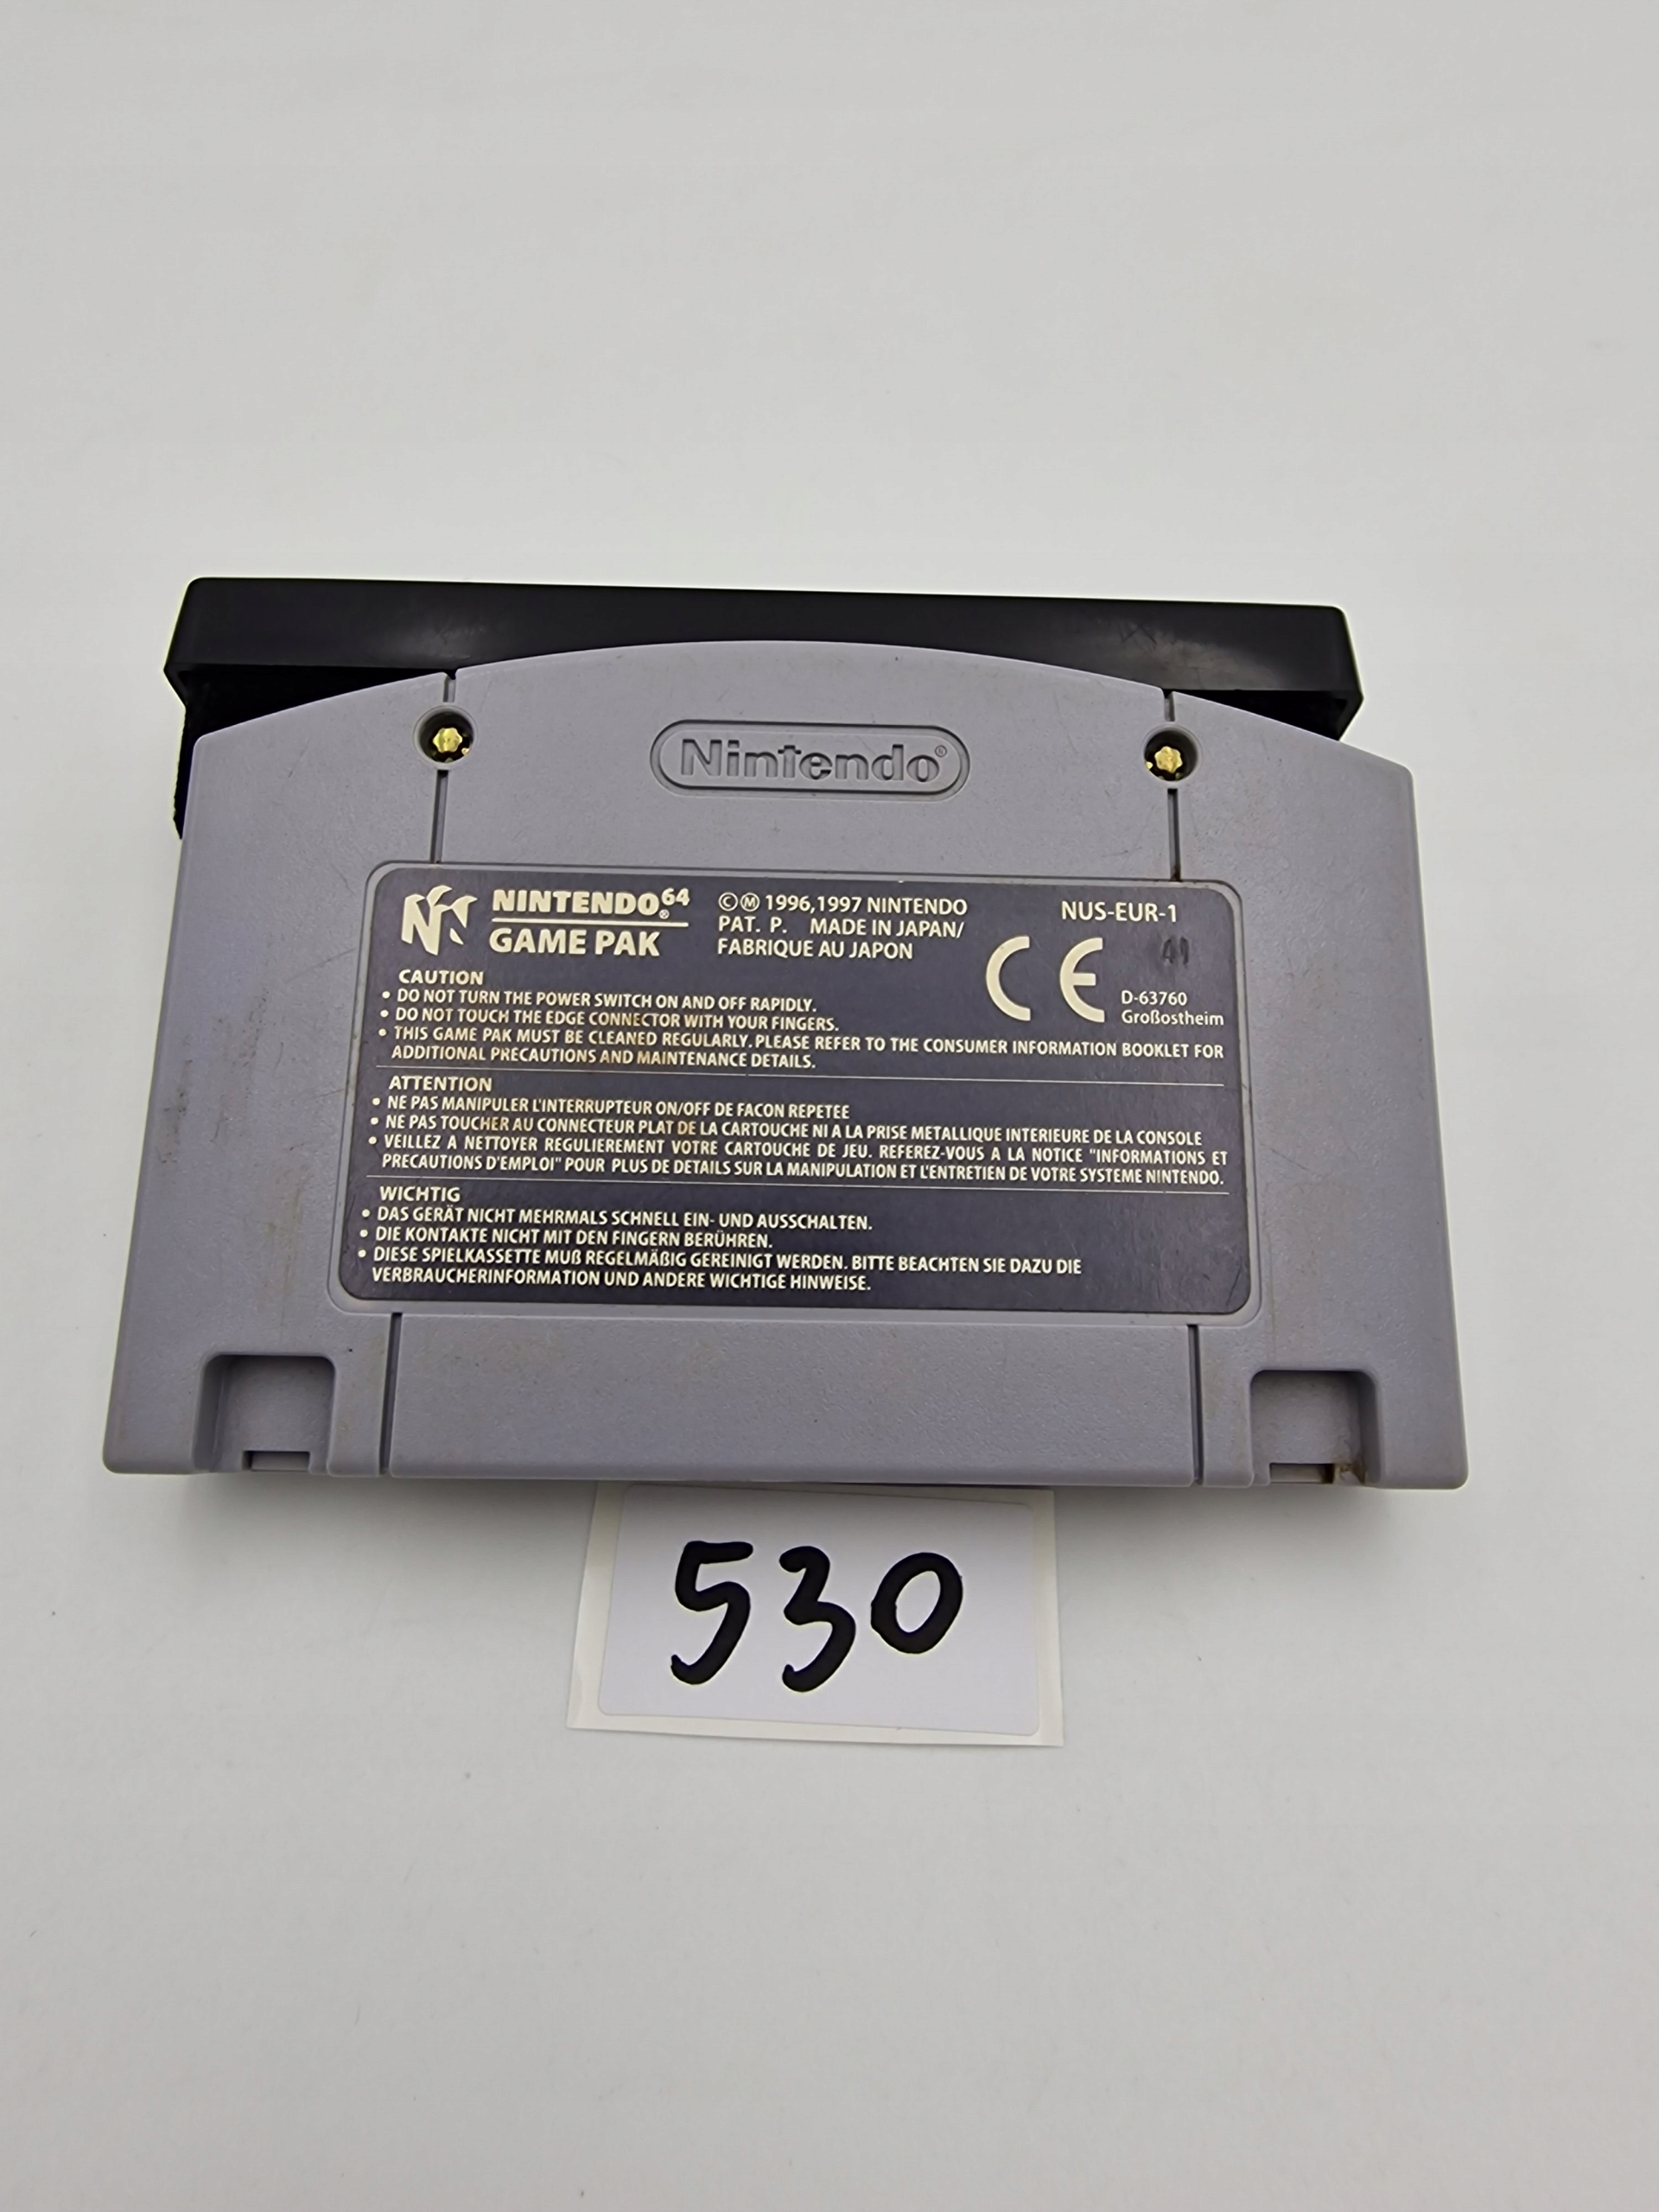 Nintendo®
NINTENDO64®
GAME PAK
©Ⓜ 1996,1997 NINTENDO
PAT. P. MADE IN JAPAN/
FABRIQUE AU JAPON
NUS-EUR-1
41
CE
D-63760
Großostheim
CAUTION
• DO NOT TURN THE POWER SWITCH ON AND OFF RAPIDLY.
• DO NOT TOUCH THE EDGE CONNECTOR WITH YOUR FINGERS.
• THIS GAME PAK MUST BE CLEANED REGULARLY. PLEASE REFER TO THE CONSUMER INFORMATION BOOKLET FOR
ADDITIONAL PRECAUTIONS AND MAINTENANCE DETAILS.
ATTENTION
• NE PAS MANIPULER L'INTERRUPTEUR ON/OFF DE FACON REPETEE
• NE PAS TOUCHER AU CONNECTEUR PLAT DE LA CARTOUCHE NI A LA PRISE METALLIQUE INTERIEURE DE LA CONSOLE
• VEILLEZ A NETTOYER REGULIEREMENT VOTRE CARTOUCHE DE JEU. REFEREZ-VOUS A LA NOTICE "INFORMATIONS ET
PRECAUTIONS D'EMPLOI" POUR PLUS DE DETAILS SUR LA MANIPULATION ET L'ENTRETIEN DE VOTRE SYSTEME NINTENDO.
WICHTIG
• DAS GERÄT NICHT MEHRMALS SCHNELL EIN- UND AUSSCHALTEN.
• DIE KONTAKTE NICHT MIT DEN FINGERN BERÜHREN.
• DIESE SPIELKASSETTE MUß REGELMÄßIG GEREINIGT WERDEN. BITTE BEACHTEN SIE DAZU DIE
VERBRAUCHERINFORMATION UND ANDERE WICHTIGE HINWEISE.
530